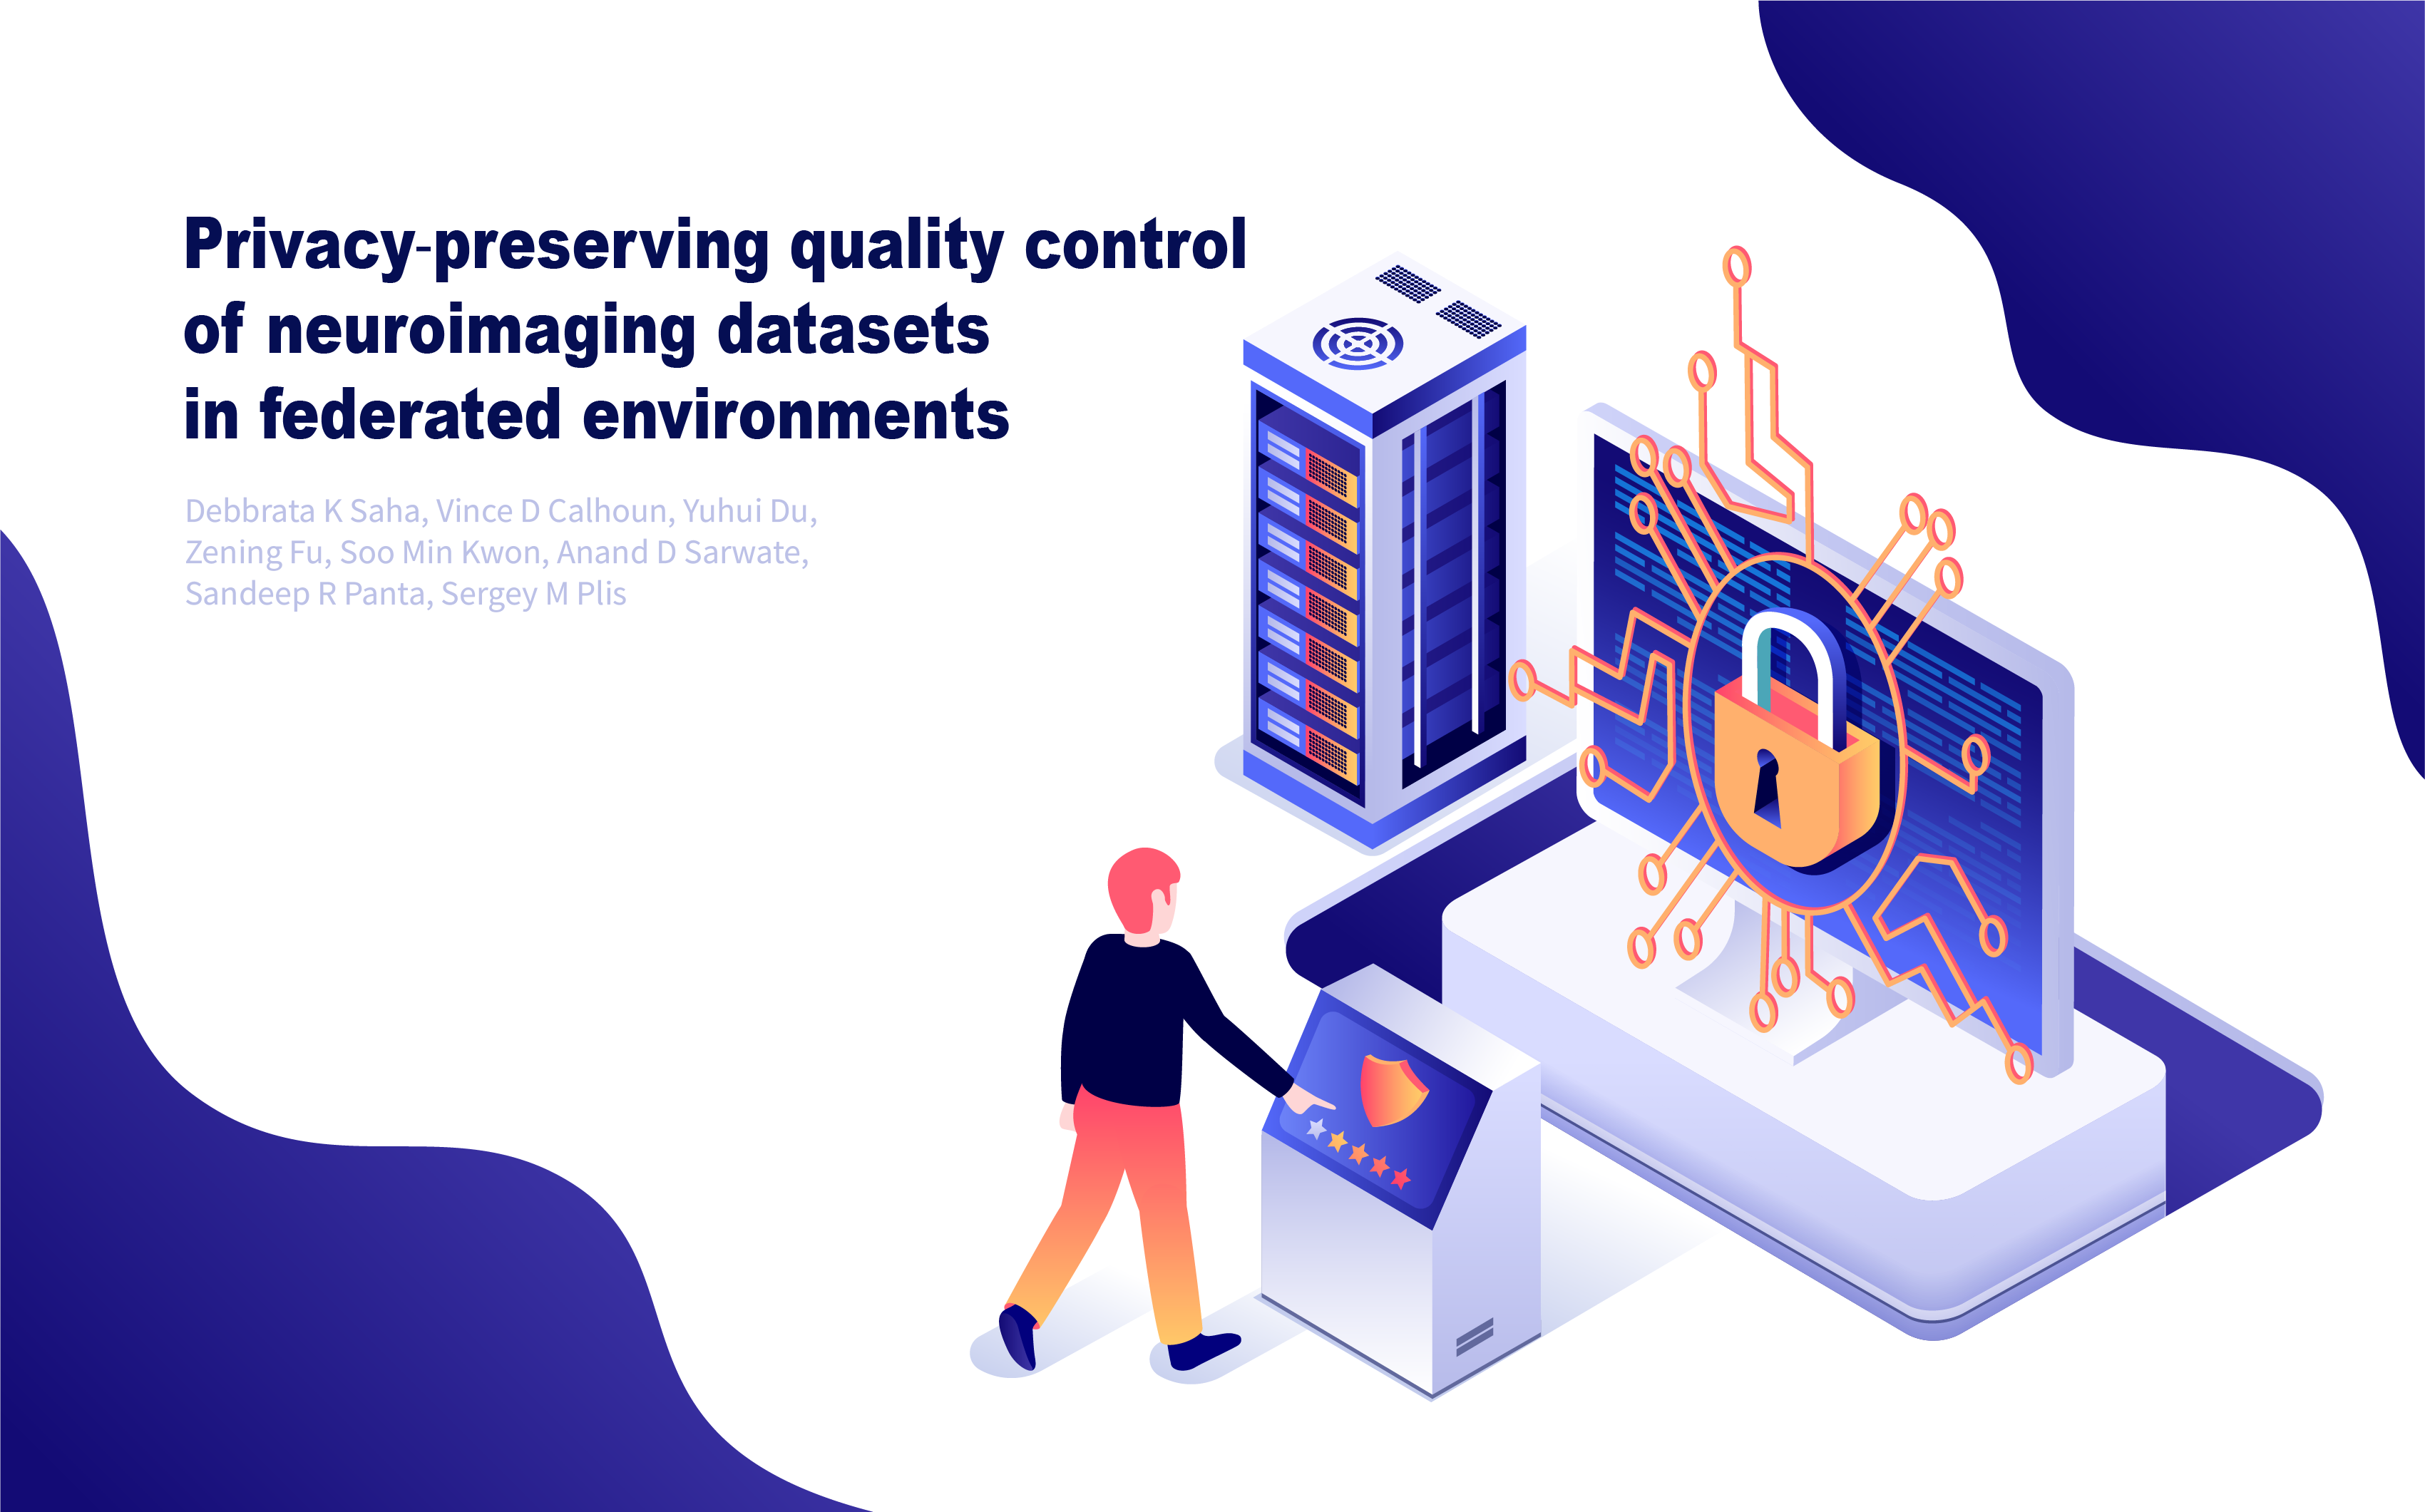 Privacy-preserving quality control
of neuroimaging datasets
in federated environments
Debbrata K Saha, Vince D Calhoun, Yuhui Du,
Zening Fu, Soo Min Kwon, Anand D Sarwate,
Sandeep R Panta, Sergey M Plis